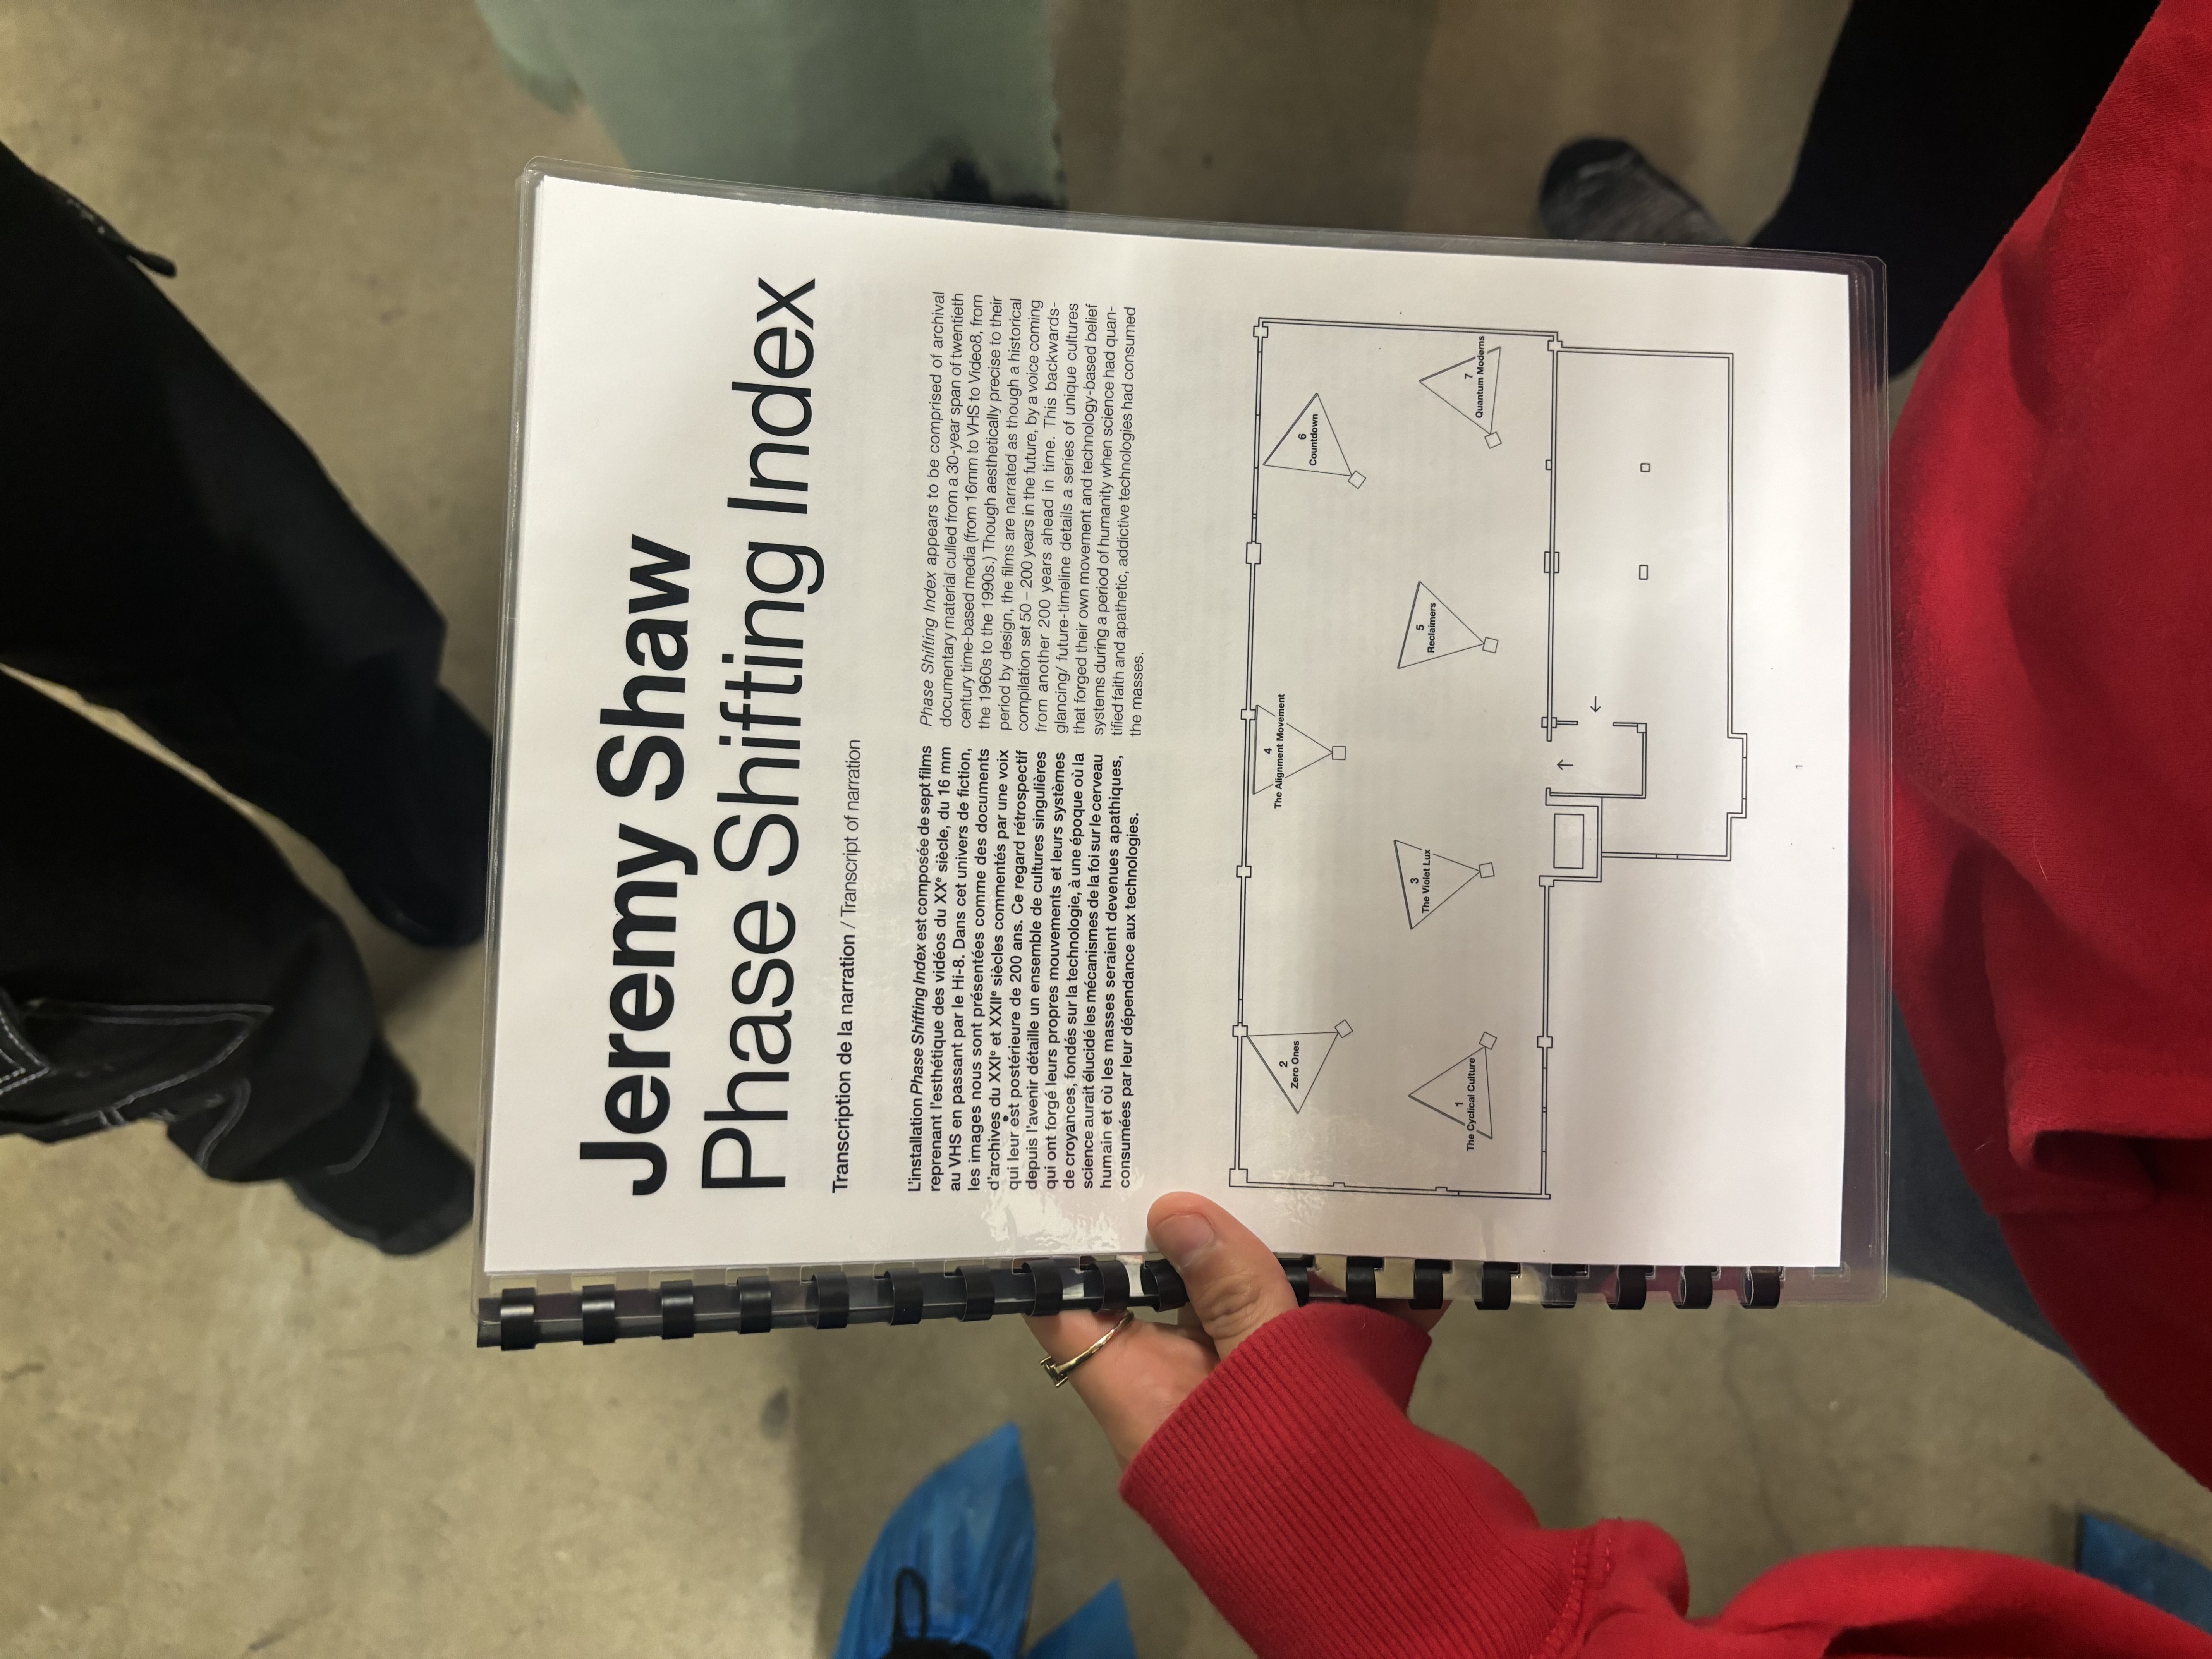 Jeremy Shaw
Phase Shifting Index
Transcription de la narration / Transcript of narration
L'installation Phase Shifting Index est composée de sept films
reprenant l'esthétique des vidéos du XXe siècle, du 16 mm
au VHS en passant par le Hi-8. Dans cet univers de fiction,
les images nous sont présentées comme des documents
d'archives du XXIe et XXIIe siècles commentés par une voix
qui leur est postérieure de 200 ans. Ce regard rétrospectif
depuis l'avenir détaille un ensemble de cultures singulières
qui ont forgé leurs propres mouvements et leurs systèmes
de croyances, fondés sur la technologie, à une époque où la
science aurait élucidé les mécanismes de la foi sur le cerveau
humain et où les masses seraient devenues apathiques,
consumées par leur dépendance aux technologies.
Phase Shifting Index appears to be comprised of archival
documentary material culled from a 30-year span of twentieth
century time-based media (from 16mm to VHS to Video8, from
the 1960s to the 1990s.) Though aesthetically precise to their
period by design, the films are narrated as though a historical
compilation set 50 – 200 years in the future, by a voice coming
from another 200 years ahead in time. This backwards-
glancing/ future-timeline details a series of unique cultures
that forged their own movement and technology-based belief
systems during a period of humanity when science had quan-
tified faith and apathetic, addictive technologies had consumed
the masses.
2
Zero Ones
4
The Alignment Movement
6
Countdown
1
The Cyclical Culture
3
The Violet Lux
5
Reclaimers
7
Quantum Moderns
1